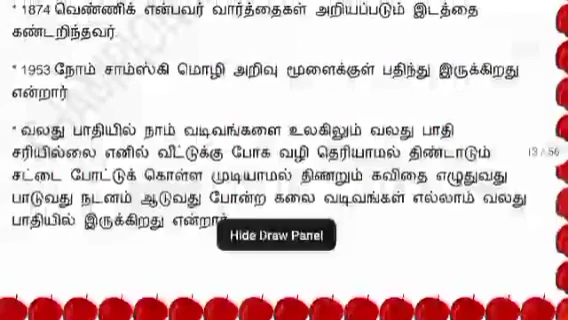 * 1874 வெண்ணிக் என்பவர் வார்த்தைகள் அறியப்படும் இடத்தை
கண்டறிந்தவர்.
* 1953 நோம் சாம்ஸ்கி மொழி அறிவு மூளைக்குள் பதிந்து இருக்கிறது
என்றார்
* வலது பாதியில் நாம் வடிவங்களை உலகிலும் வலது பாதி
சரியில்லை எனில் வீட்டுக்கு போக வழி தெரியாமல் திண்டாடும்
சட்டை போட்டுக் கொள்ள முடியாமல் திணறும் கவிதை எழுதுவது
பாடுவது நடனம் ஆடுவது போன்ற கலை வடிவங்கள் எல்லாம் வலது
பாதியில் இருக்கிறது என்றார்
Hide Draw Panel